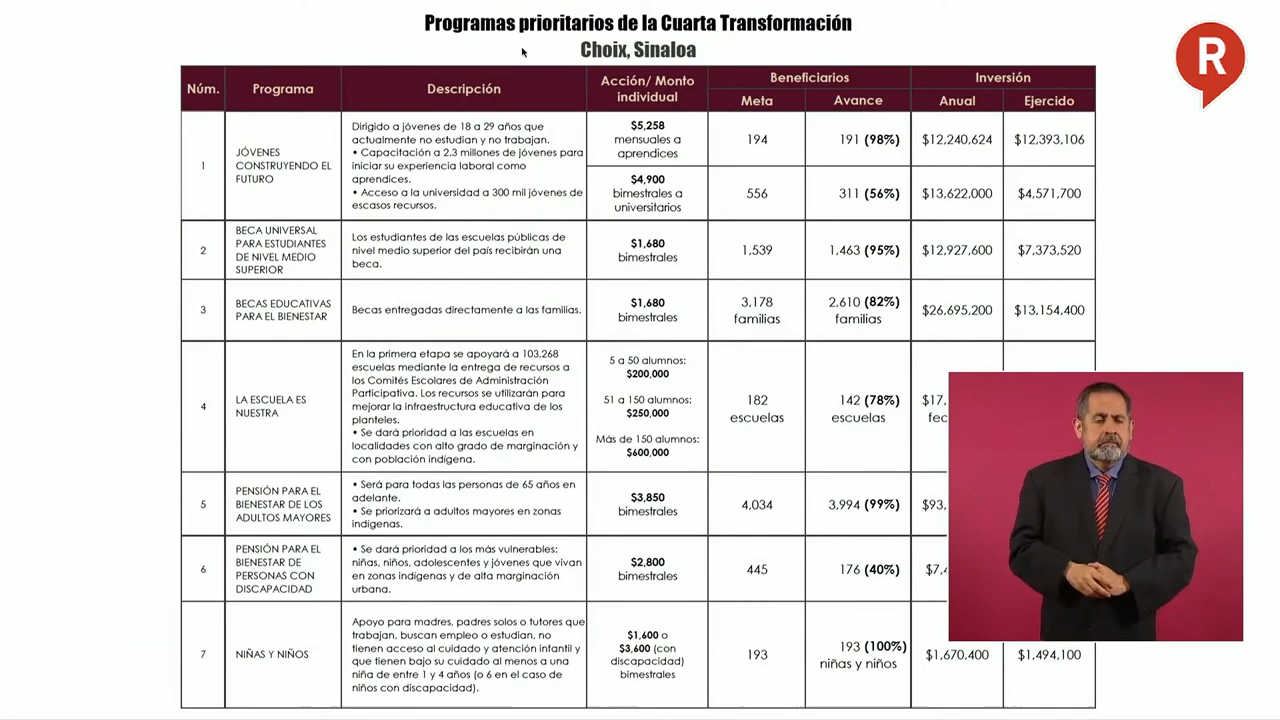 Programas prioritarios de la Cuarta Transformación
Choix, Sinaloa
R
Núm.
Programa
Descripción
Acción/ Monto
individual
Beneficiarios
Inversión
Meta
Avance
Anual
Ejercido
1
JÓVENES
CONSTRUYENDO EL
FUTURO
Dirigido a jóvenes de 18 a 29 años que
actualmente no estudian y no trabajan.
• Capacitación a 2.3 millones de jóvenes para
iniciar su experiencia laboral como
aprendices.
• Acceso a la universidad a 300 mil jóvenes de
escasos recursos.
$5,258
mensuales a
aprendices
194
191 (98%)
$12,240,624
$12,393,106
$4,900
bimestrales a
universitarios
556
311 (56%)
$13,622,000
$4,571,700
2
BECA UNIVERSAL
PARA ESTUDIANTES
DE NIVEL MEDIO
SUPERIOR
Los estudiantes de las escuelas públicas de
nivel medio superior del país recibirán una
beca.
$1,680
bimestrales
1,539
1,463 (95%)
$12,927,600
$7,373,520
3
BECAS EDUCATIVAS
PARA EL BIENESTAR
Becas entregadas directamente a las familias.
$1,680
bimestrales
3,178
familias
2,610 (82%)
familias
$26,695,200
$13,154,400
4
LA ESCUELA ES
NUESTRA
En la primera etapa se apoyará a 103,268
escuelas mediante la entrega de recursos a
los Comités Escolares de Administración
Participativa. Los recursos se utilizarán para
mejorar la infraestructura educativa de los
planteles.
• Se dará prioridad a las escuelas en
localidades con alto grado de marginación y
con población indígena.
5 a 50 alumnos:
$200,000
51 a 150 alumnos:
$250,000
Más de 150 alumnos:
$600,000
182
escuelas
142 (78%)
escuelas
$17,
fec
5
PENSIÓN PARA EL
BIENESTAR DE LOS
ADULTOS MAYORES
• Será para todas las personas de 65 años en
adelante.
• Se priorizará a adultos mayores en zonas
indígenas.
$3,850
bimestrales
4,034
3,994 (99%)
$93,
6
PENSIÓN PARA EL
BIENESTAR DE
PERSONAS CON
DISCAPACIDAD
• Se dará prioridad a los más vulnerables:
niñas, niños, adolescentes y jóvenes que vivan
en zonas indígenas y de alta marginación
urbana.
$2,800
bimestrales
445
176 (40%)
$7,4
7
NIÑAS Y NIÑOS
Apoyo para madres, padres solos o tutores que
trabajan, buscan empleo o estudian, no
tienen acceso al cuidado y atención infantil y
que tienen bajo su cuidado al menos a una
niña de entre 1 y 4 años (o 6 en el caso de
niños con discapacidad).
$1,600 o
$3,600 (con
discapacidad)
bimestrales
193
193 (100%)
niñas y niños
$1,670,400
$1,494,100